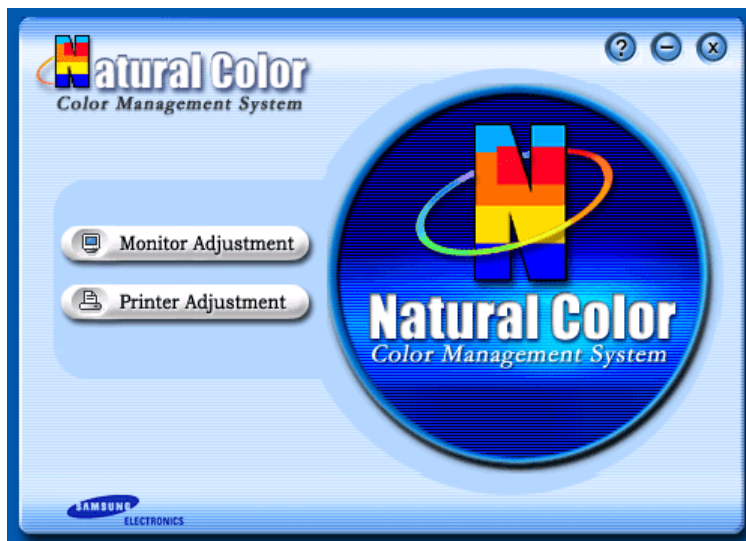 Natural Color
Color Management System
?
–
x
Monitor Adjustment
Printer Adjustment
N
Natural Color
Color Management System
SAMSUNG
ELECTRONICS